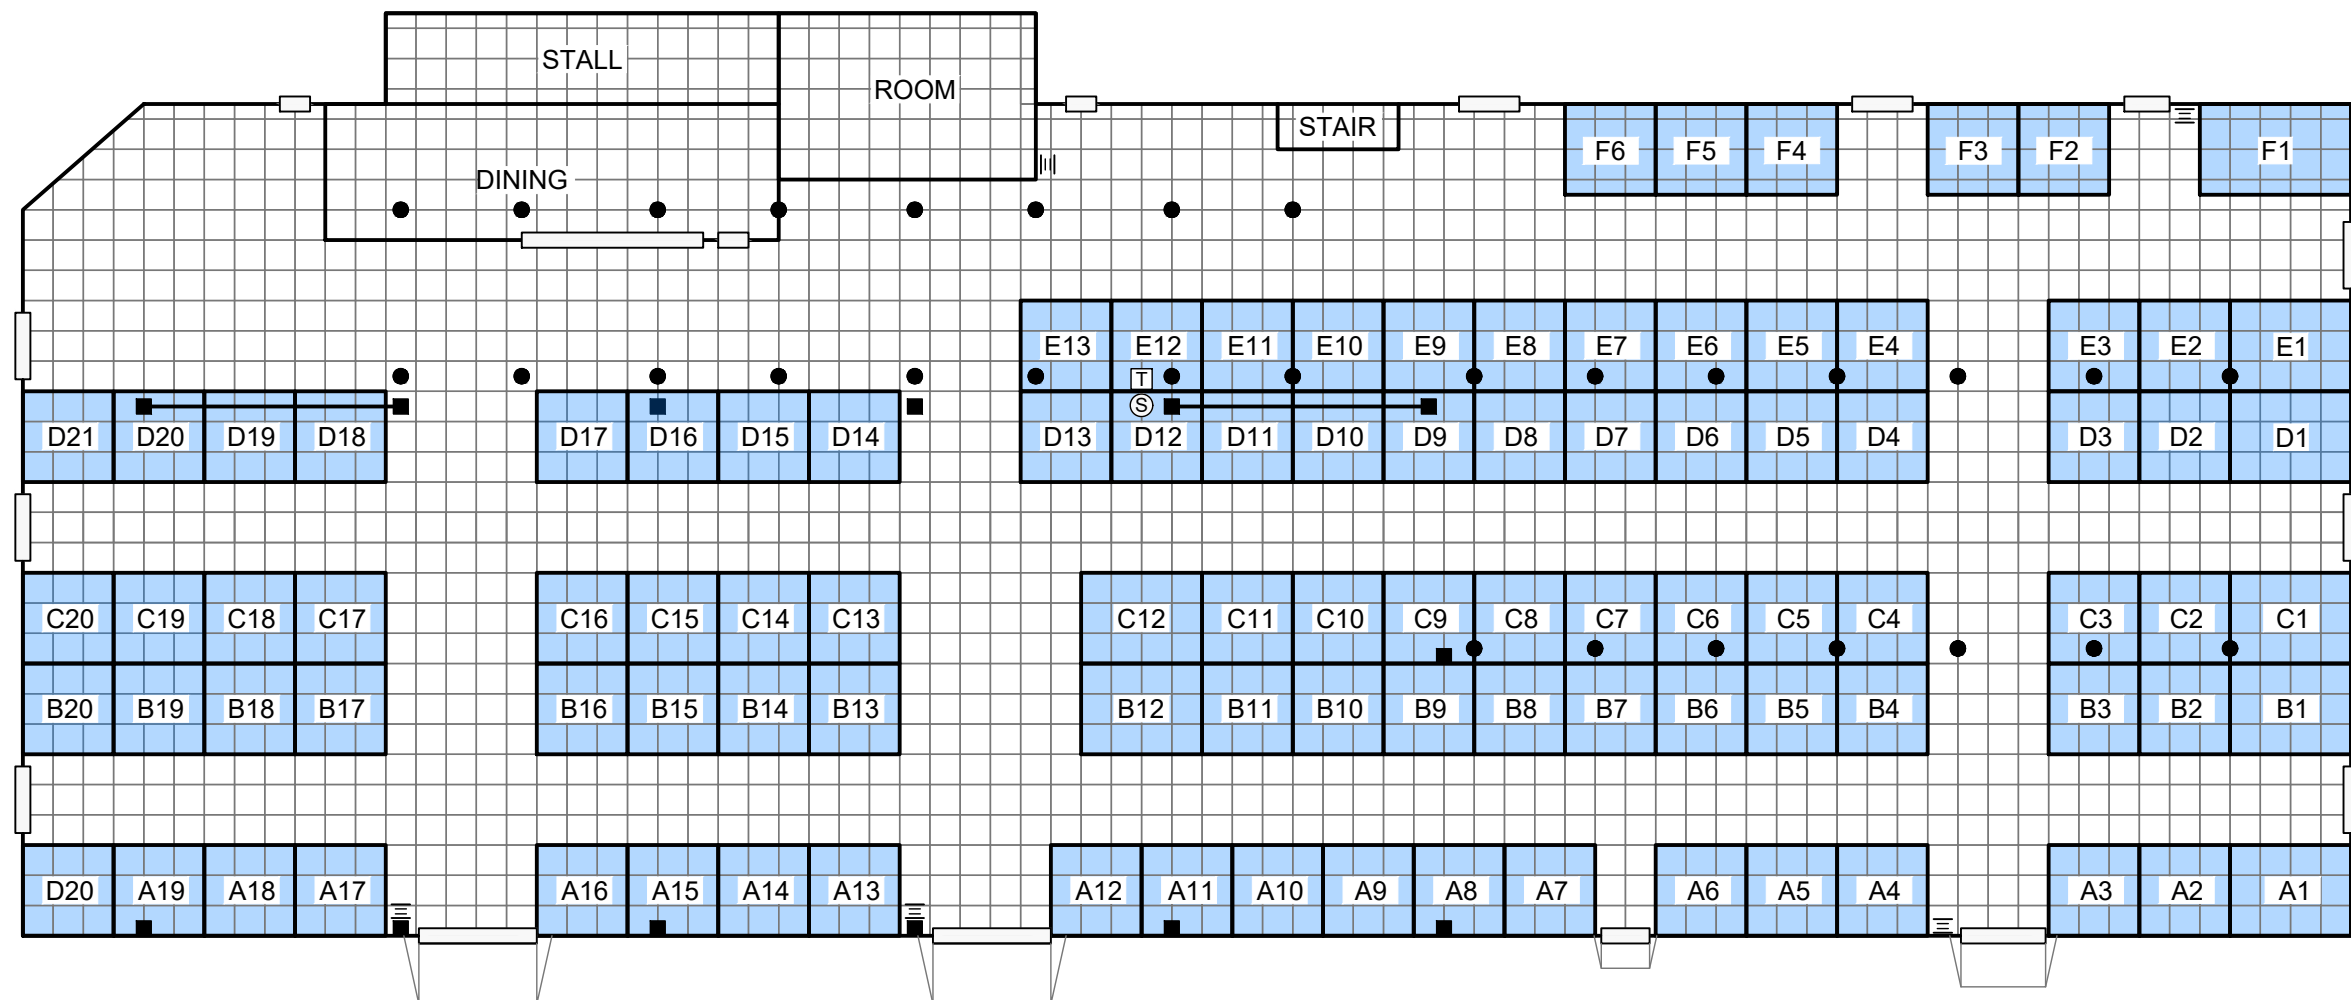 STALL
ROOM
STAIR
DINING
F6 F5 F4 F3 F2 F1
E13 E12 E11 E10 E9 E8 E7 E6 E5 E4 E3 E2 E1
T
S
D21 D20 D19 D18 D17 D16 D15 D14 D13 D12 D11 D10 D9 D8 D7 D6 D5 D4 D3 D2 D1
C20 C19 C18 C17 C16 C15 C14 C13 C12 C11 C10 C9 C8 C7 C6 C5 C4 C3 C2 C1
B20 B19 B18 B17 B16 B15 B14 B13 B12 B11 B10 B9 B8 B7 B6 B5 B4 B3 B2 B1
D20 A19 A18 A17 A16 A15 A14 A13 A12 A11 A10 A9 A8 A7 A6 A5 A4 A3 A2 A1